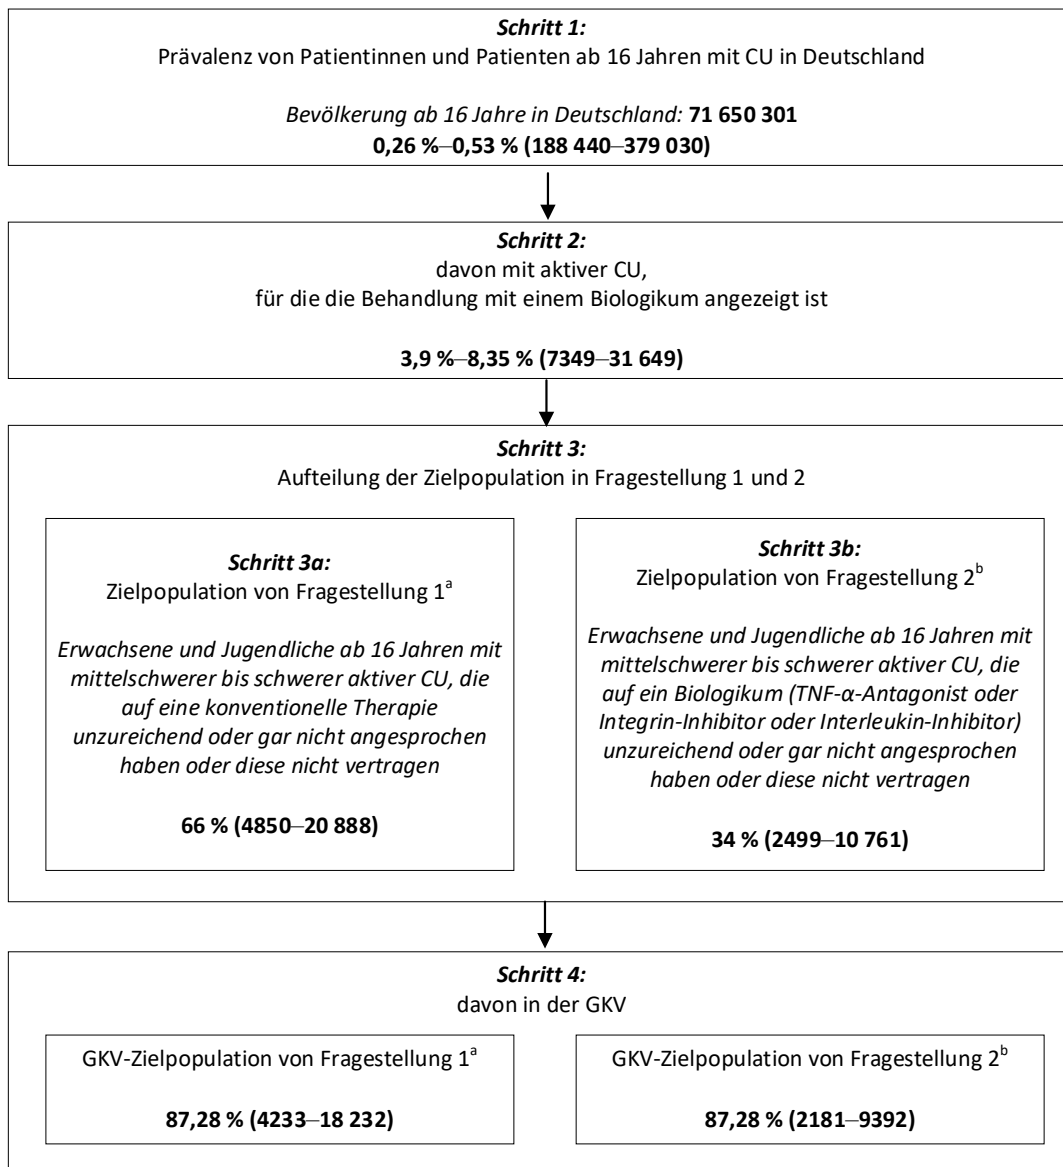 Schritt 1:
Prävalenz von Patientinnen und Patienten ab 16 Jahren mit CU in Deutschland
Bevölkerung ab 16 Jahre in Deutschland: 71 650 301
0,26 %–0,53 % (188 440–379 030)
Schritt 2:
davon mit aktiver CU,
für die die Behandlung mit einem Biologikum angezeigt ist
3,9 %–8,35 % (7349–31 649)
Schritt 3:
Aufteilung der Zielpopulation in Fragestellung 1 und 2
Schritt 3a:
Zielpopulation von Fragestellung 1ᵃ
Erwachsene und Jugendliche ab 16 Jahren mit
mittelschwerer bis schwerer aktiver CU, die
auf eine konventionelle Therapie
unzureichend oder gar nicht angesprochen
haben oder diese nicht vertragen
66 % (4850–20 888)
Schritt 3b:
Zielpopulation von Fragestellung 2ᵇ
Erwachsene und Jugendliche ab 16 Jahren mit
mittelschwerer bis schwerer aktiver CU, die
auf ein Biologikum (TNF-α-Antagonist oder
Integrin-Inhibitor oder Interleukin-Inhibitor)
unzureichend oder gar nicht angesprochen
haben oder diese nicht vertragen
34 % (2499–10 761)
Schritt 4:
davon in der GKV
GKV-Zielpopulation von Fragestellung 1ᵃ
87,28 % (4233–18 232)
GKV-Zielpopulation von Fragestellung 2ᵇ
87,28 % (2181–9392)